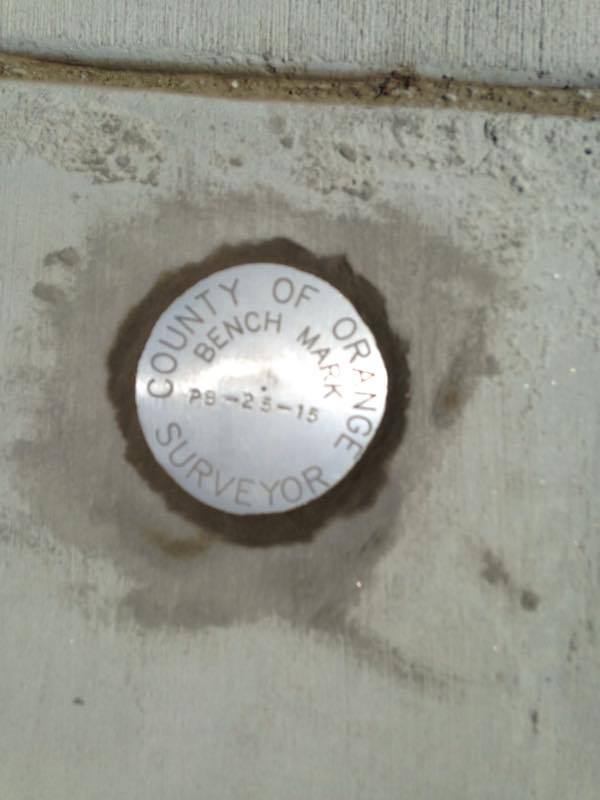 COUNTY OF ORANGE
BENCH MARK
PB-25-15
SURVEYOR